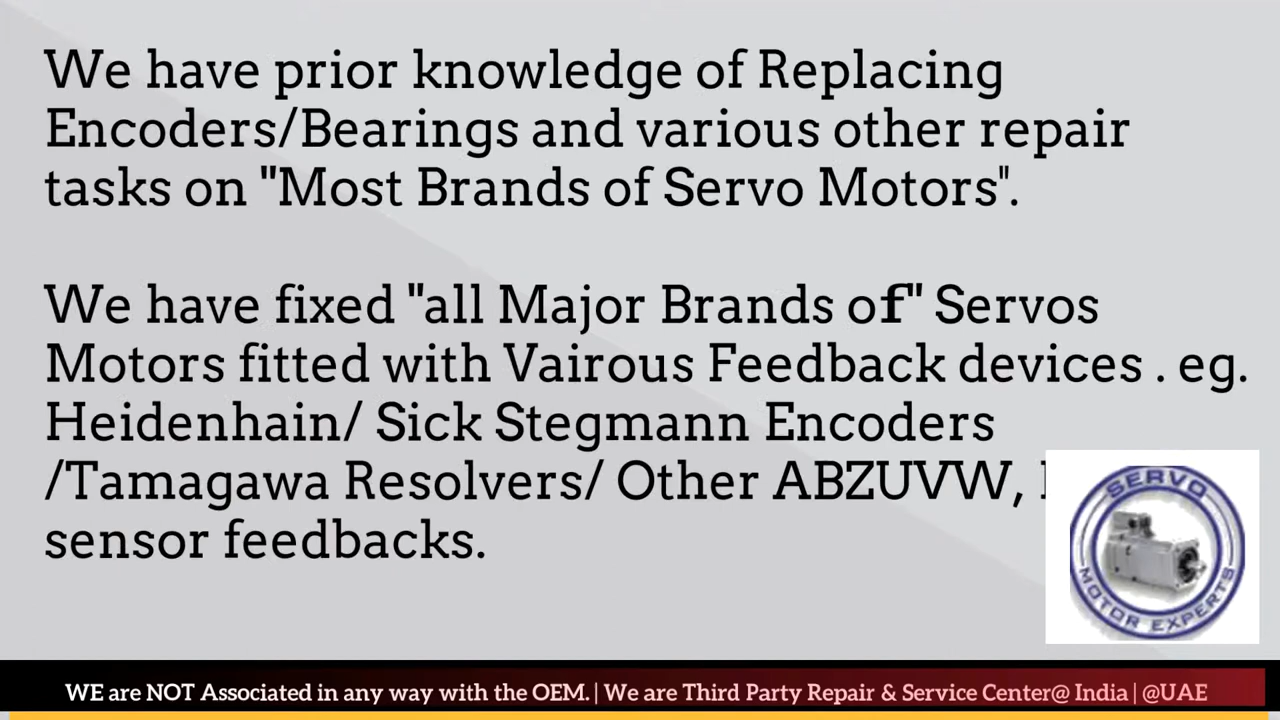 We have prior knowledge of Replacing
Encoders/Bearings and various other repair
tasks on "Most Brands of Servo Motors".
We have fixed "all Major Brands of" Servos
Motors fitted with Vairous Feedback devices . eg.
Heidenhain/ Sick Stegmann Encoders
/Tamagawa Resolvers/ Other ABZUVW,
sensor feedbacks.
SERVO
MOTOR EXPERTS
WE are NOT Associated in any way with the OEM. | We are Third Party Repair & Service Center@ India | @UAE